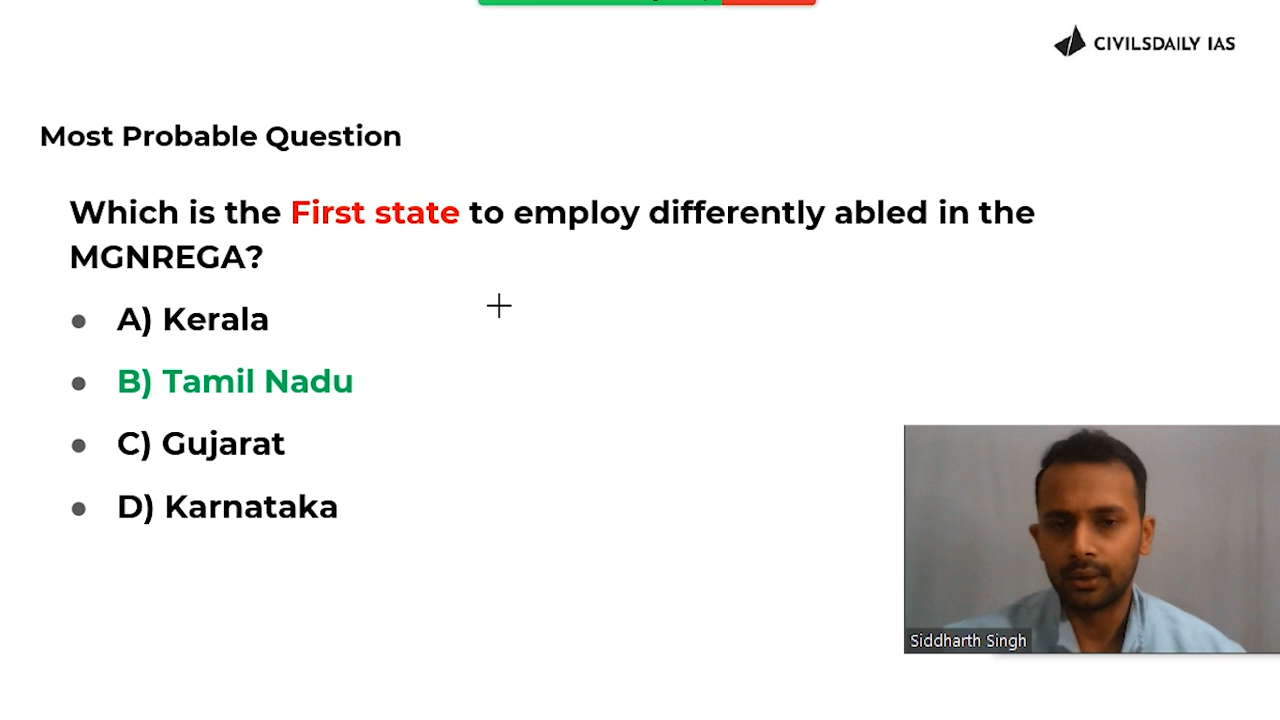 CIVILSDAILY IAS
Most Probable Question
Which is the First state to employ differently abled in the
MGNREGA?
A) Kerala
B) Tamil Nadu
C) Gujarat
D) Karnataka
Siddharth Singh